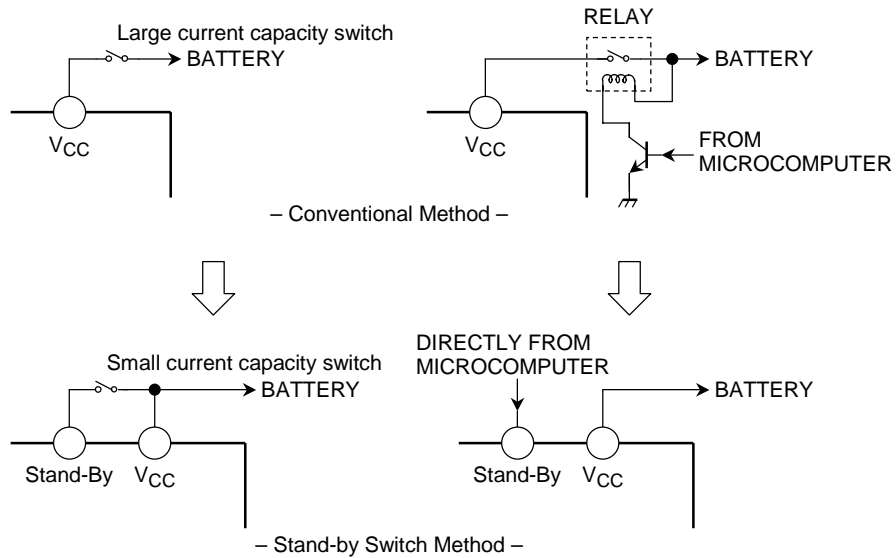 Large current capacity switch
BATTERY
VCC
RELAY
BATTERY
VCC
FROM
MICROCOMPUTER
– Conventional Method –
Small current capacity switch
BATTERY
Stand-By
VCC
DIRECTLY FROM
MICROCOMPUTER
BATTERY
Stand-By
VCC
– Stand-by Switch Method –